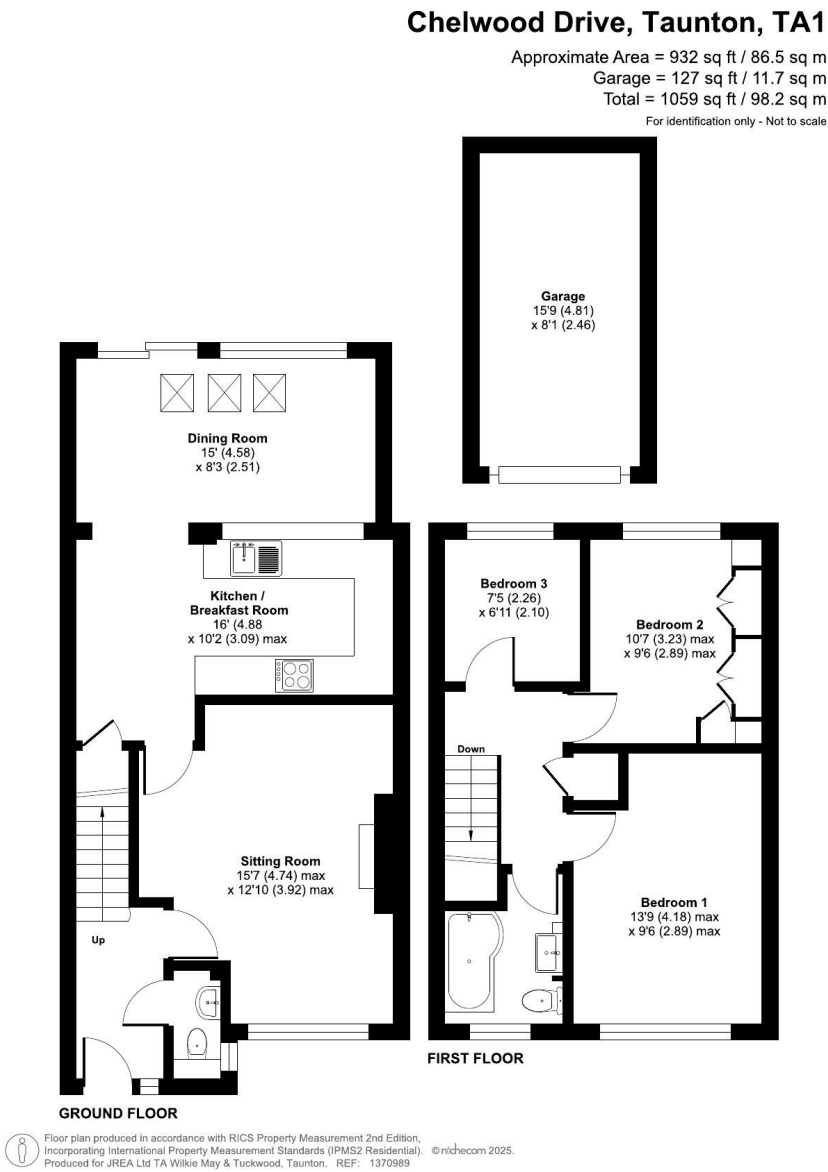 Chelwood Drive, Taunton, TA1
Approximate Area = 932 sq ft / 86.5 sq m
Garage = 127 sq ft / 11.7 sq m
Total = 1059 sq ft / 98.2 sq m
For identification only - Not to scale
Garage
15'9 (4.81)
x 8'1 (2.46)
Dining Room
15' (4.58)
x 8'3 (2.51)
Kitchen /
Breakfast Room
16' (4.88
x 10'2 (3.09) max
Bedroom 3
7'5 (2.26)
x 6'11 (2.10)
Bedroom 2
10'7 (3.23) max
x 9'6 (2.89) max
Down
Sitting Room
15'7 (4.74) max
x 12'10 (3.92) max
Bedroom 1
13'9 (4.18) max
x 9'6 (2.89) max
Up
FIRST FLOOR
GROUND FLOOR
Floor plan produced in accordance with RICS Property Measurement 2nd Edition,
Incorporating International Property Measurement Standards (IPMS2 Residential). © nichecom 2025.
Produced for JREA Ltd TA Wilkie May & Tuckwood, Taunton. REF: 1370989